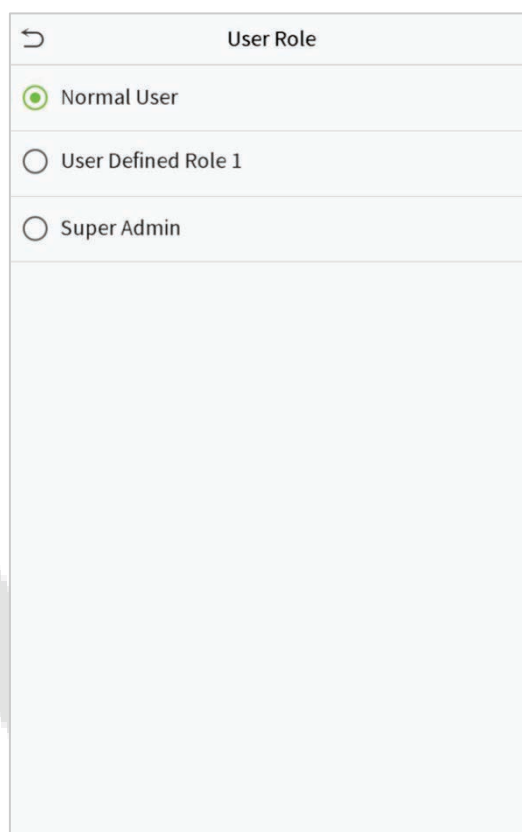 User Role
Normal User
User Defined Role 1
Super Admin